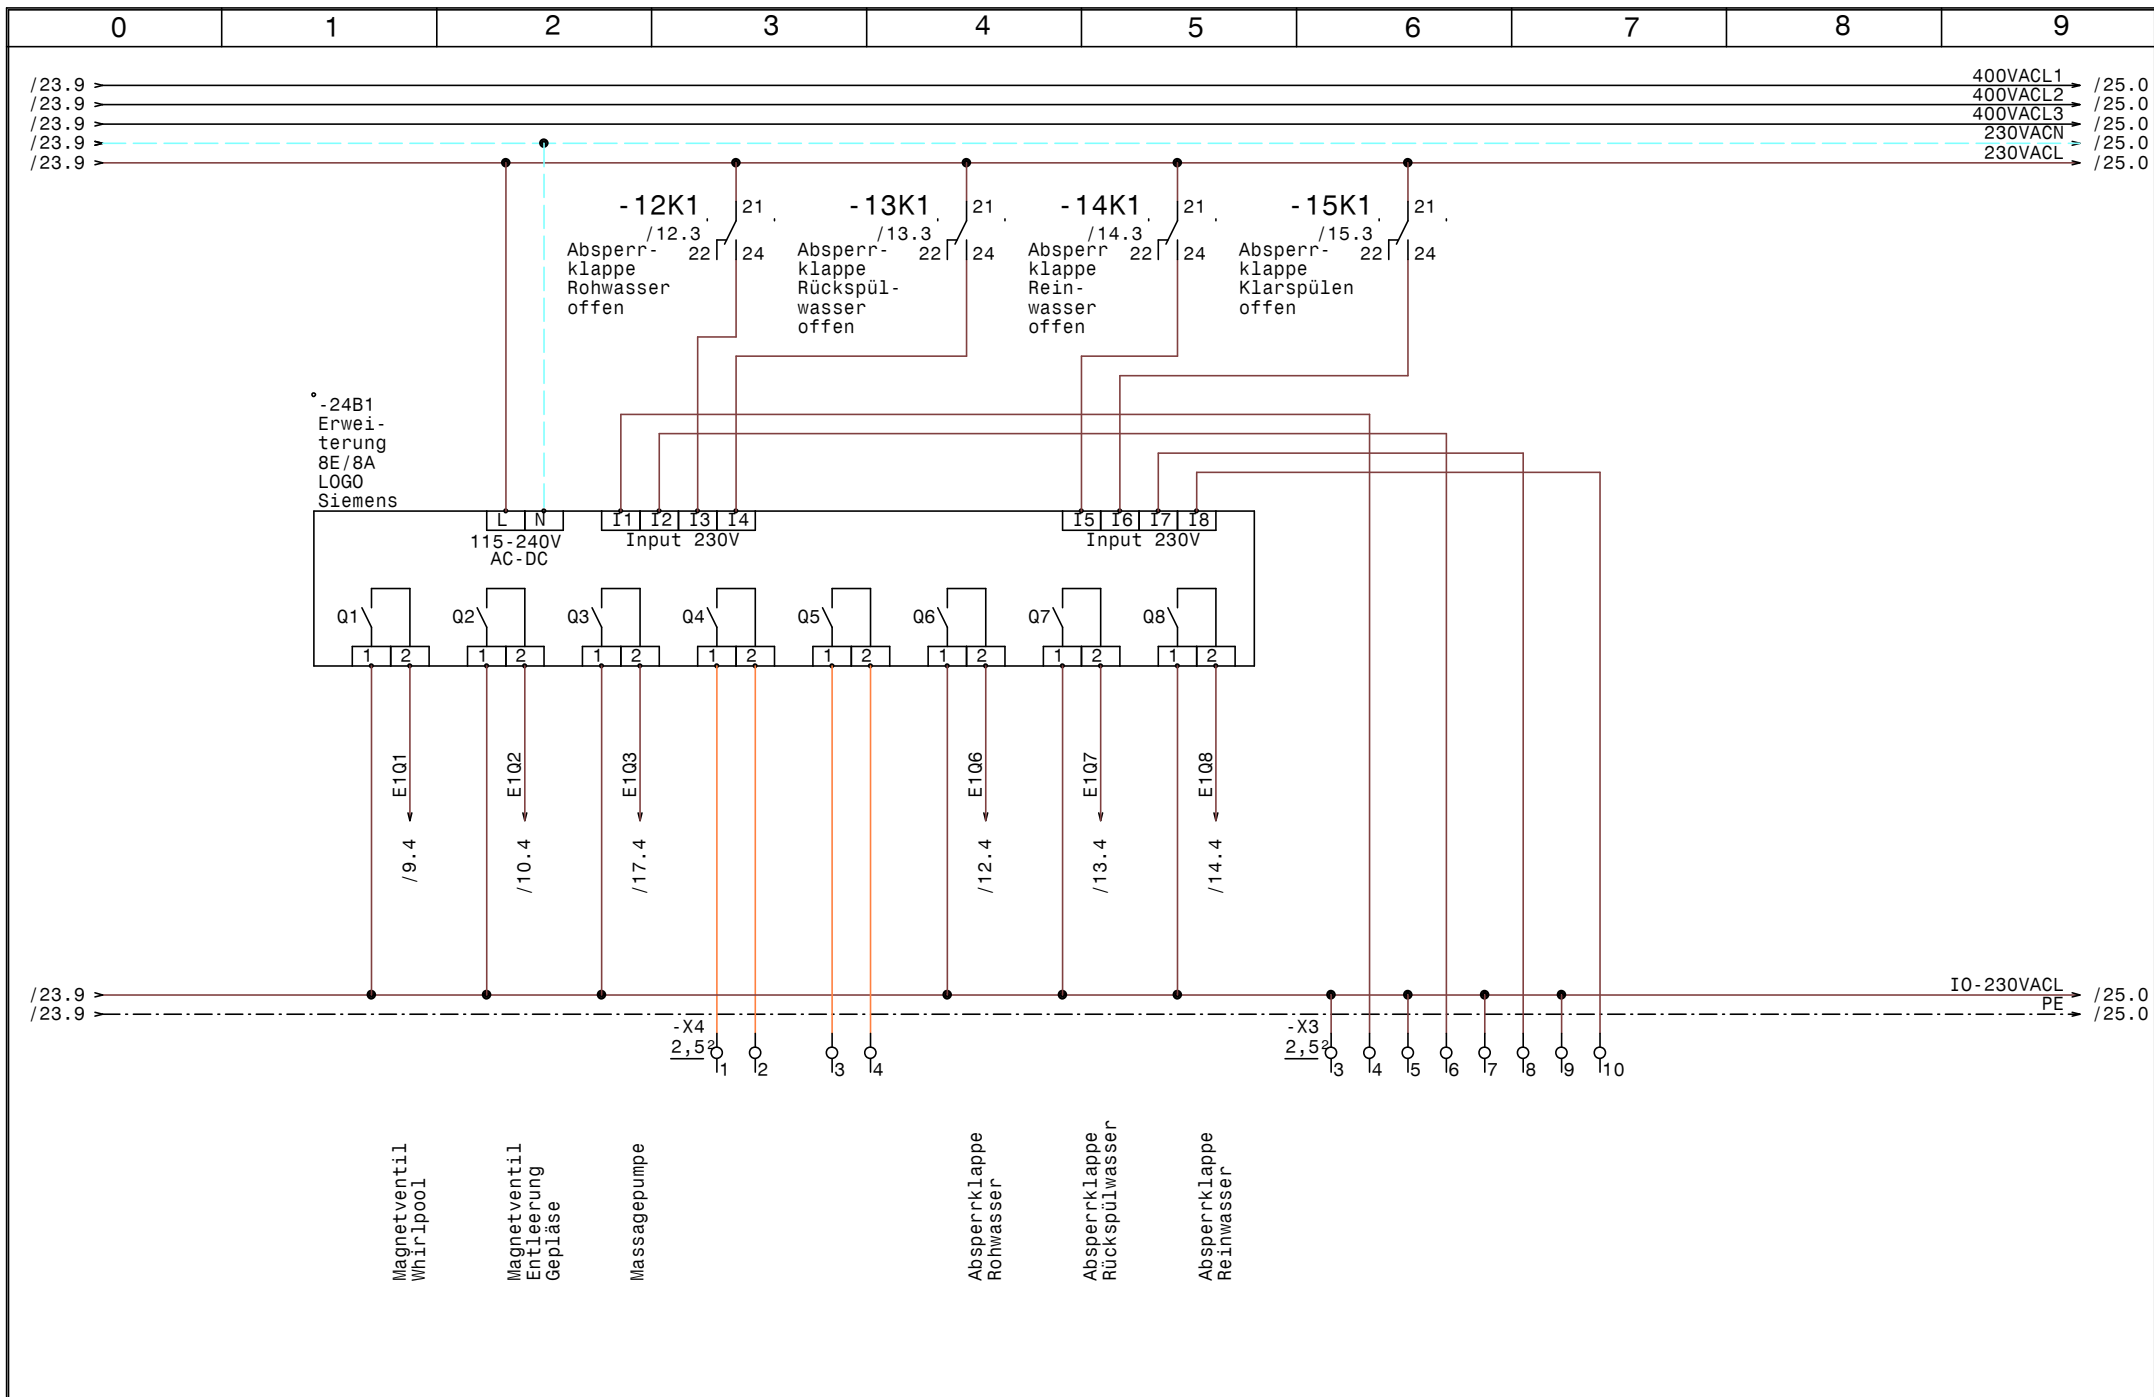 0 1 2 3 4 5 6 7 8 9
/23.9 400VACL1 /25.0
/23.9 400VACL2 /25.0
/23.9 400VACL3 /25.0
/23.9 230VACN /25.0
/23.9 230VACL /25.0
-12K1
/12.3
21
22 24
Absperr-
klappe
Rohwasser
offen
-13K1
/13.3
21
22 24
Absperr-
klappe
Rückspül-
wasser
offen
-14K1
/14.3
21
22 24
Absperr
klappe
Rein-
wasser
offen
-15K1
/15.3
21
22 24
Absperr-
klappe
Klarspülen
offen
-24B1
Erwei-
terung
8E/8A
LOGO
Siemens
L N I1 I2 I3 I4 I5 I6 I7 I8
115-240V
AC-DC
Input 230V
Input 230V
Q1 Q2 Q3 Q4 Q5 Q6 Q7 Q8
1 2 1 2 1 2 1 2 1 2 1 2 1 2 1 2
E1Q1
/9.4
E1Q2
/10.4
E1Q3
/17.4
E1Q6
/12.4
E1Q7
/13.4
E1Q8
/14.4
/23.9 IO-230VACL /25.0
/23.9 PE /25.0
-X4
2,5²
1 2 3 4
-X3
2,5²
3 4 5 6 7 8 9 10
Magnetventil
Whirlpool
Magnetventil
Entleerung
Gepläse
Massagepumpe
Absperrklappe
Rohwasser
Absperrklappe
Rückspülwasser
Absperrklappe
Reinwasser